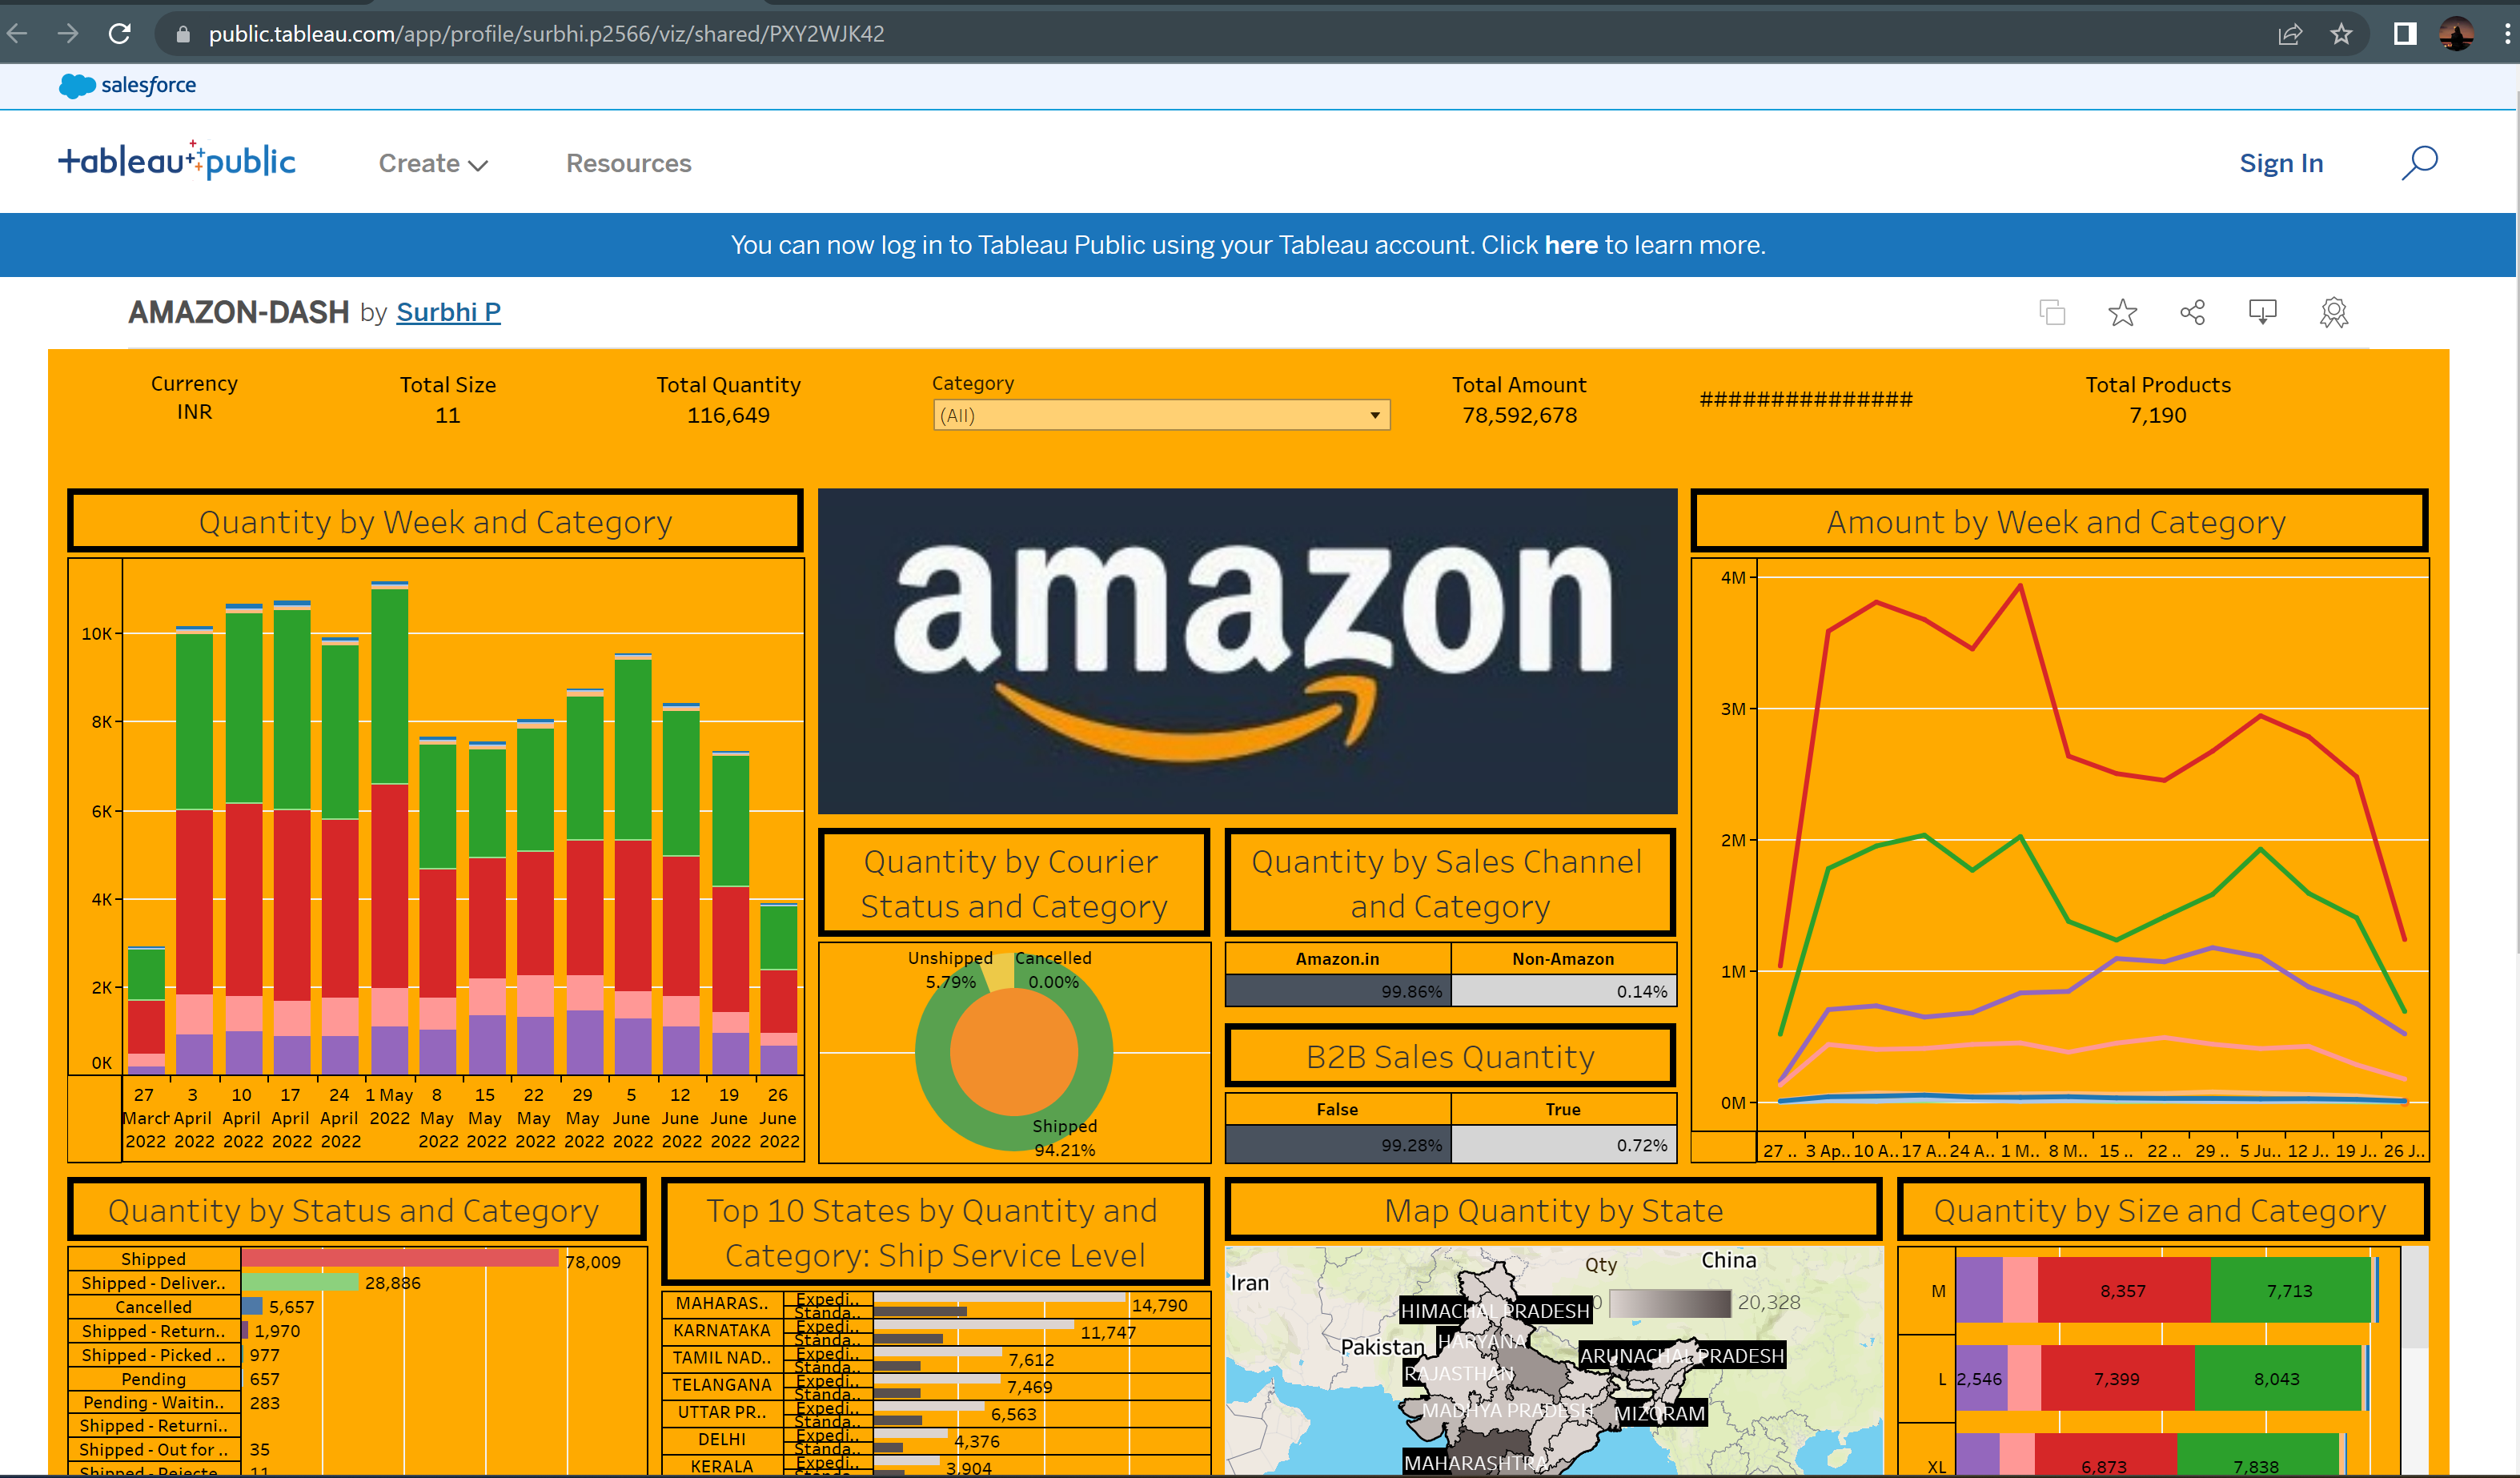 public.tableau.com/app/profile/surbhi.p2566/viz/shared/PXY2WJK42
salesforce
tableau public
Create
Resources
Sign In
You can now log in to Tableau Public using your Tableau account. Click here to learn more.
AMAZON-DASH by Surbhi P
Currency
INR
Total Size
11
Total Quantity
116,649
Category
(All)
Total Amount
78,592,678
###############
Total Products
7,190
Quantity by Week and Category
10K
8K
6K
4K
2K
0K
27 March 2022
3 April 2022
10 April 2022
17 April 2022
24 April 2022
1 May 2022
8 May 2022
15 May 2022
22 May 2022
29 May 2022
5 June 2022
12 June 2022
19 June 2022
26 June 2022
amazon
Quantity by Courier
Status and Category
Unshipped
5.79%
Cancelled
0.00%
Shipped
94.21%
Quantity by Sales Channel
and Category
Amazon.in Non-Amazon
99.86% 0.14%
B2B Sales Quantity
False True
99.28% 0.72%
Amount by Week and Category
4M
3M
2M
1M
0M
27 .. 3 Ap.. 10 A.. 17 A.. 24 A.. 1 M.. 8 M.. 15 .. 22 .. 29 .. 5 Ju.. 12 J.. 19 J.. 26 J..
Quantity by Status and Category
Shipped 78,009
Shipped - Deliver.. 28,886
Cancelled 5,657
Shipped - Return.. 1,970
Shipped - Picked .. 977
Pending 657
Pending - Waitin.. 283
Shipped - Returni..
Shipped - Out for .. 35
Shipped - Rejecte.. 11
Top 10 States by Quantity and
Category: Ship Service Level
MAHARAS.. Expedi.. 14,790
Standa..
KARNATAKA Expedi.. 11,747
Standa..
TAMIL NAD.. Expedi.. 7,612
Standa..
TELANGANA Expedi.. 7,469
Standa..
UTTAR PR.. Expedi.. 6,563
Standa..
DELHI Expedi.. 4,376
Standa..
KERALA Expedi.. 3,904
Standa..
Map Quantity by State
Iran
China
Pakistan
Qty
0 20,328
HIMACHAL PRADESH
HARYANA
ARUNACHAL PRADESH
RAJASTHAN
MADHYA PRADESH
MIZORAM
MAHARASHTRA
Quantity by Size and Category
M 8,357 7,713
L 2,546 7,399 8,043
XL 6,873 7,838